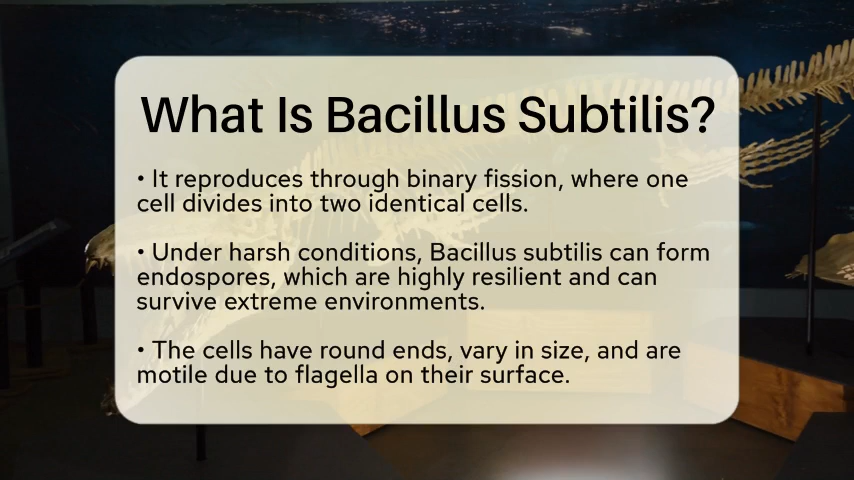 What Is Bacillus Subtilis?
• It reproduces through binary fission, where one
cell divides into two identical cells.
• Under harsh conditions, Bacillus subtilis can form
endospores, which are highly resilient and can
survive extreme environments.
• The cells have round ends, vary in size, and are
motile due to flagella on their surface.